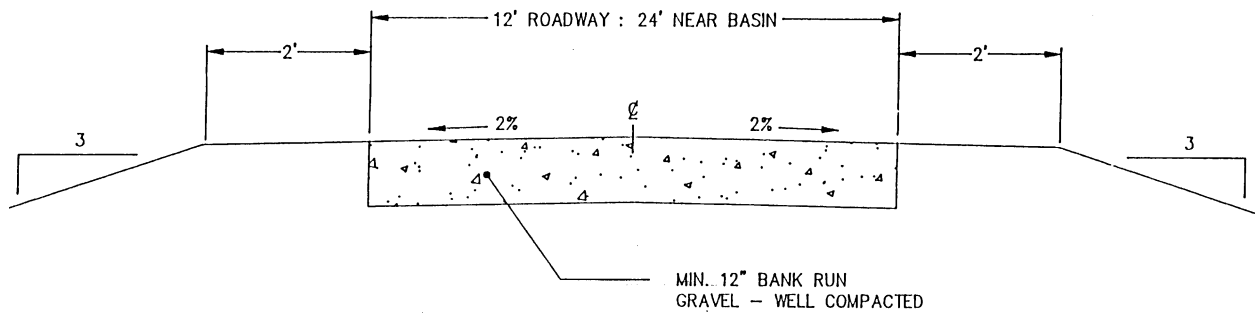 12' ROADWAY : 24' NEAR BASIN
2'
2'
2%
℄
2%
3
3
MIN. 12" BANK RUN
GRAVEL – WELL COMPACTED